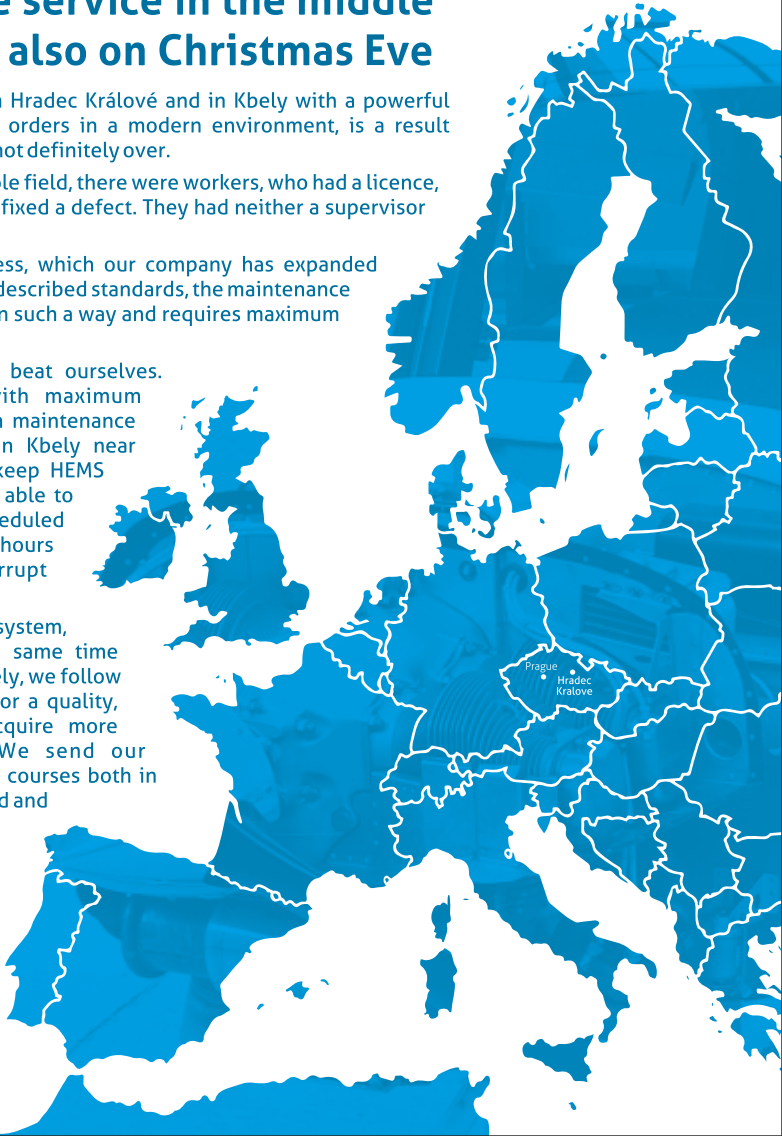 e service in the middle
also on Christmas Eve
Hradec Králové and in Kbely with a powerful
orders in a modern environment, is a result
not definitely over.
le field, there were workers, who had a licence,
fixed a defect. They had neither a supervisor
ess, which our company has expanded
described standards, the maintenance
n such a way and requires maximum
beat ourselves.
with maximum
maintenance
in Kbely near
keep HEMS
able to
eduled
hours
rrupt
system,
same time
ely, we follow
or a quality,
cquire more
We send our
courses both in
d and
Prague
Hradec
Kralove